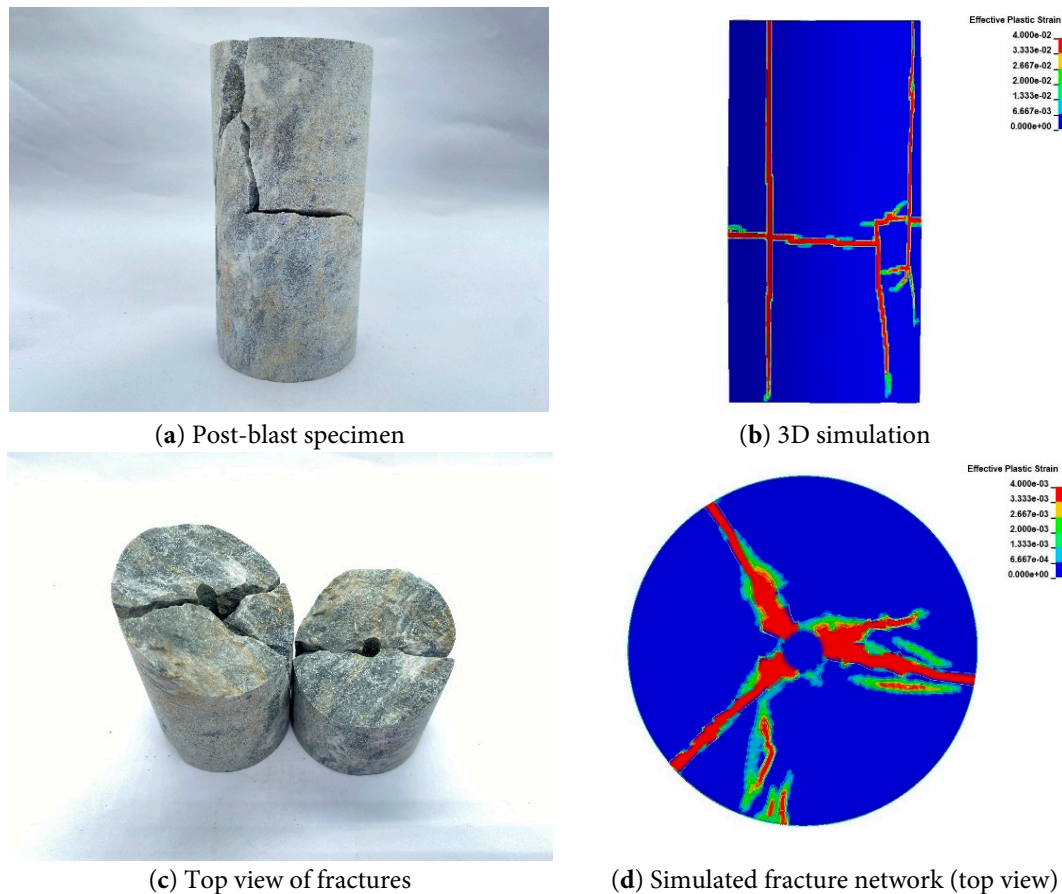 Effective Plastic Strain
4.000e-02
3.333e-02
2.667e-02
2.000e-02
1.333e-02
6.667e-03
0.000e+00
(a) Post-blast specimen
(b) 3D simulation
Effective Plastic Strain
4.000e-03
3.333e-03
2.667e-03
2.000e-03
1.333e-03
6.667e-04
0.000e+00
(c) Top view of fractures
(d) Simulated fracture network (top view)